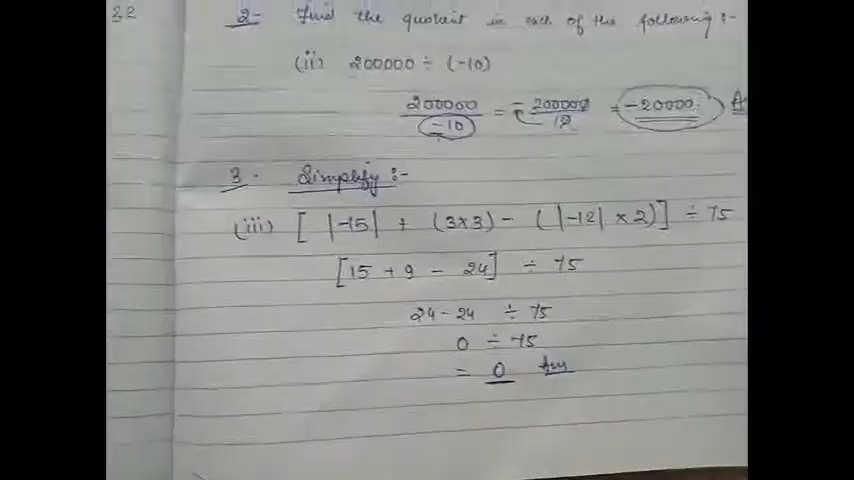 22
2- Find the quotient in each of the following :-
(ii) 200000 ÷ (-10)
200000/-10 = -200000/10 = -20000 A
3. Simplify :-
(iii) [ |-15| + (3×3) - ( |-12| × 2)] ÷ 75
[15 + 9 - 24] ÷ 75
24 - 24 ÷ 75
0 ÷ 75
= 0 Ans